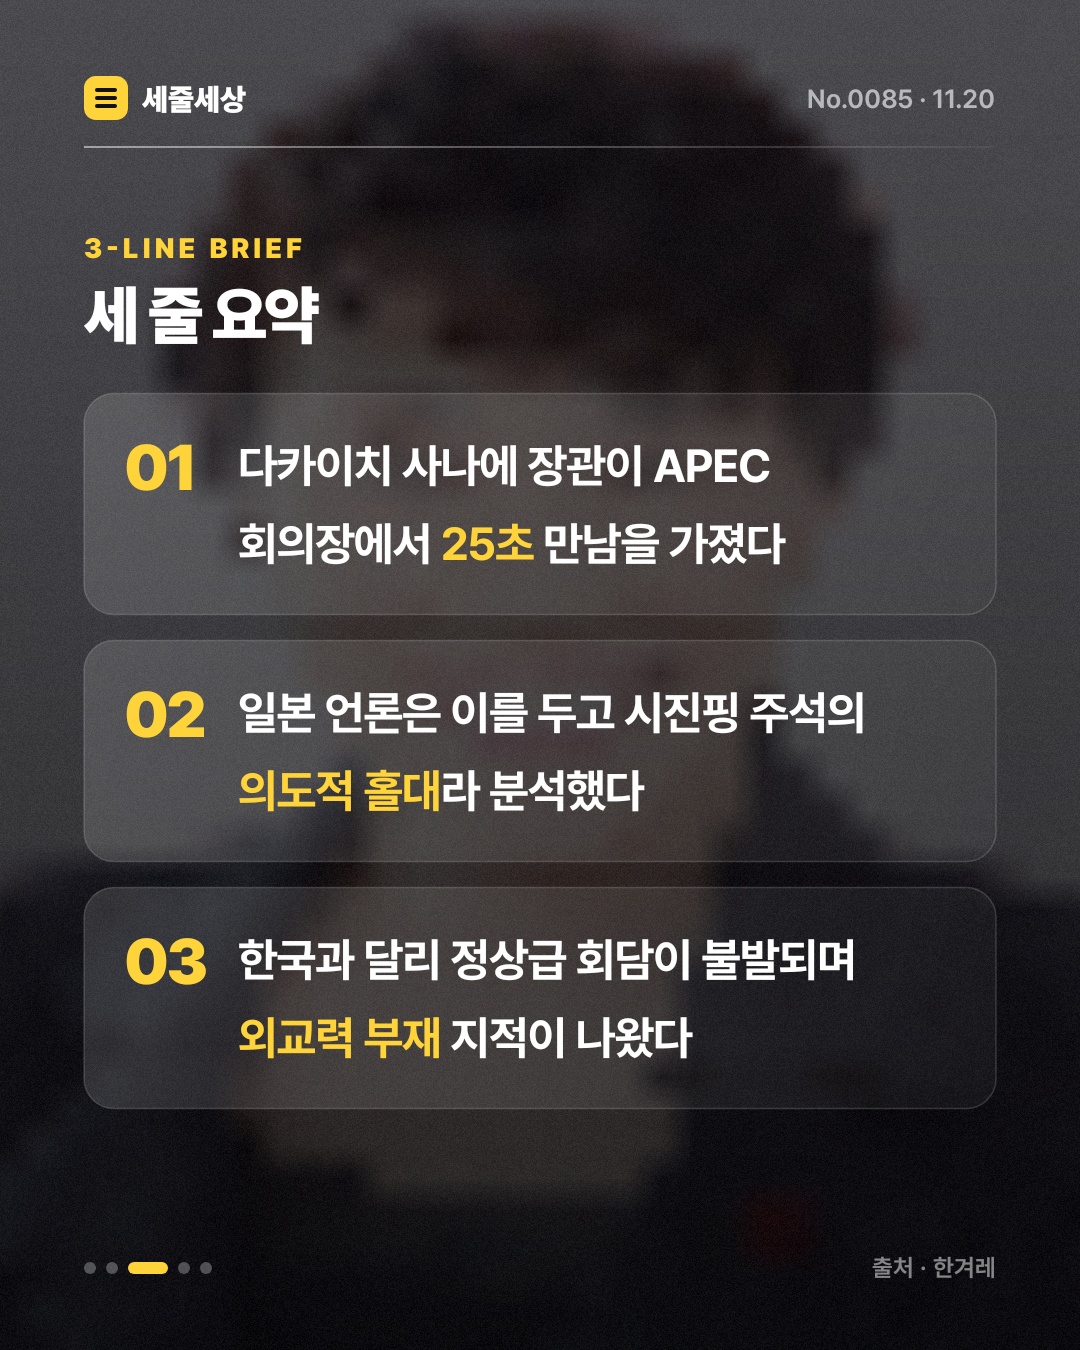 세줄세상
No.0085 · 11.20
3-LINE BRIEF
세 줄 요약
01 다카이치 사나에 장관이 APEC
회의장에서 25초 만남을 가졌다
02 일본 언론은 이를 두고 시진핑 주석의
의도적 홀대라 분석했다
03 한국과 달리 정상급 회담이 불발되며
외교력 부재 지적이 나왔다
출처 · 한겨레